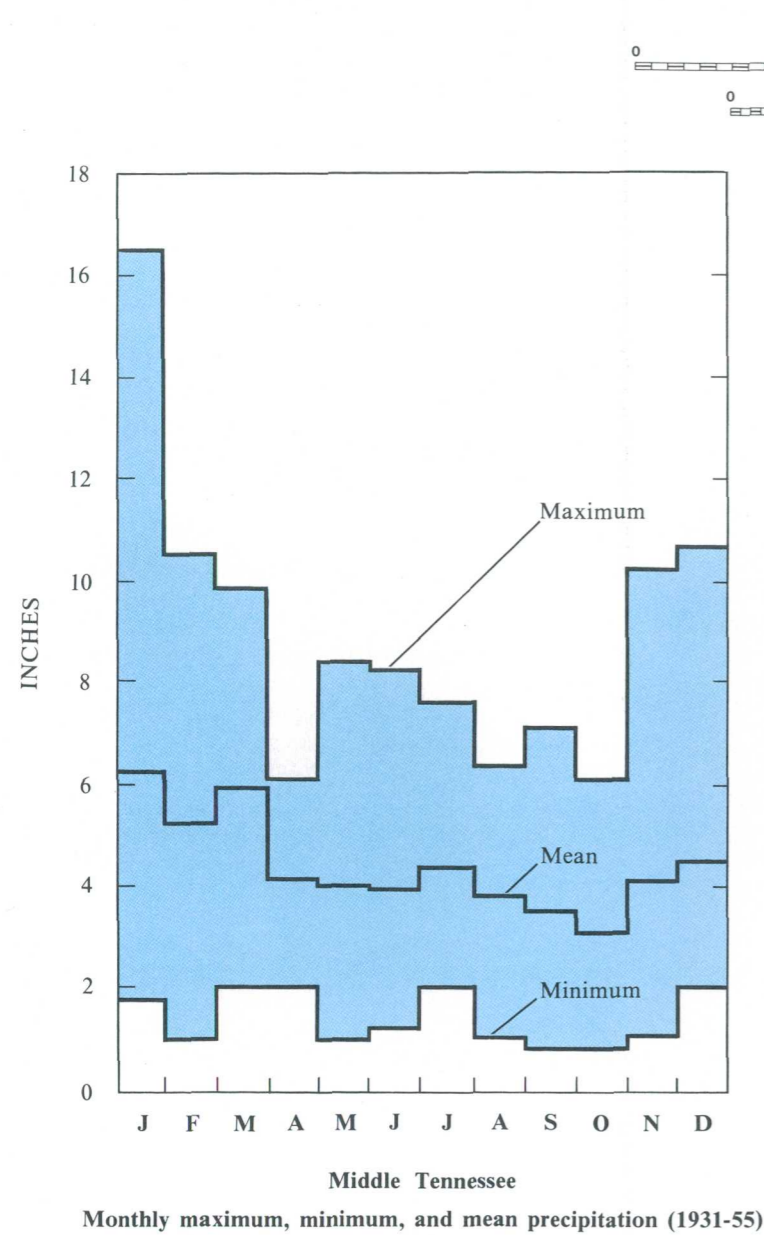 0
0
18
16
14
12
Maximum
10
INCHES
8
6
Mean
4
2
Minimum
0
J F M A M J J A S O N D
Middle Tennessee
Monthly maximum, minimum, and mean precipitation (1931-55)